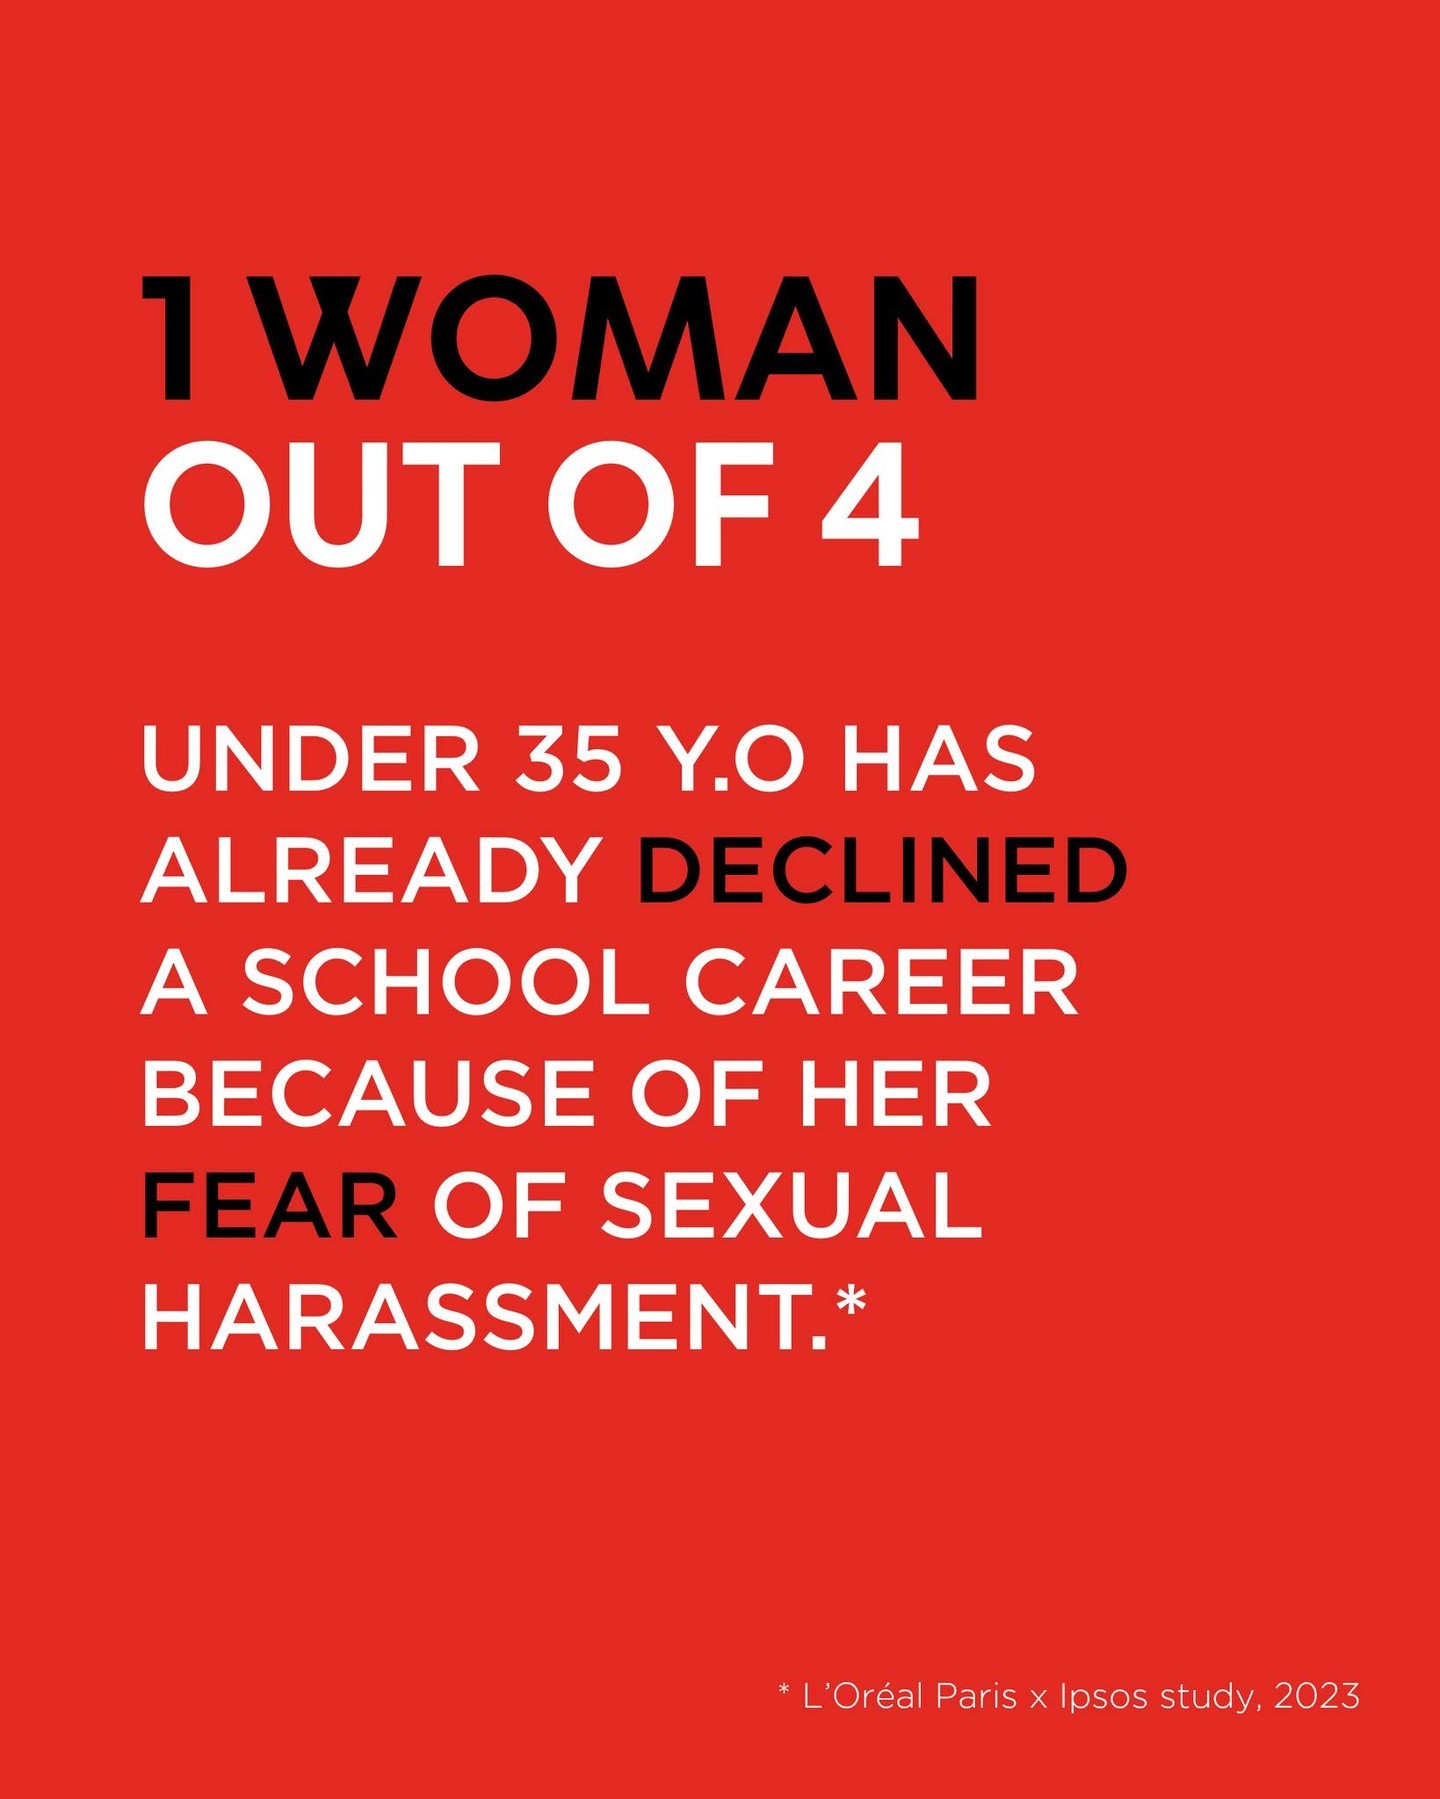 1 WOMAN
OUT OF 4
UNDER 35 Y.O HAS
ALREADY DECLINED
A SCHOOL CAREER
BECAUSE OF HER
FEAR OF SEXUAL
HARASSMENT.*
* L'Oréal Paris x Ipsos study, 2023